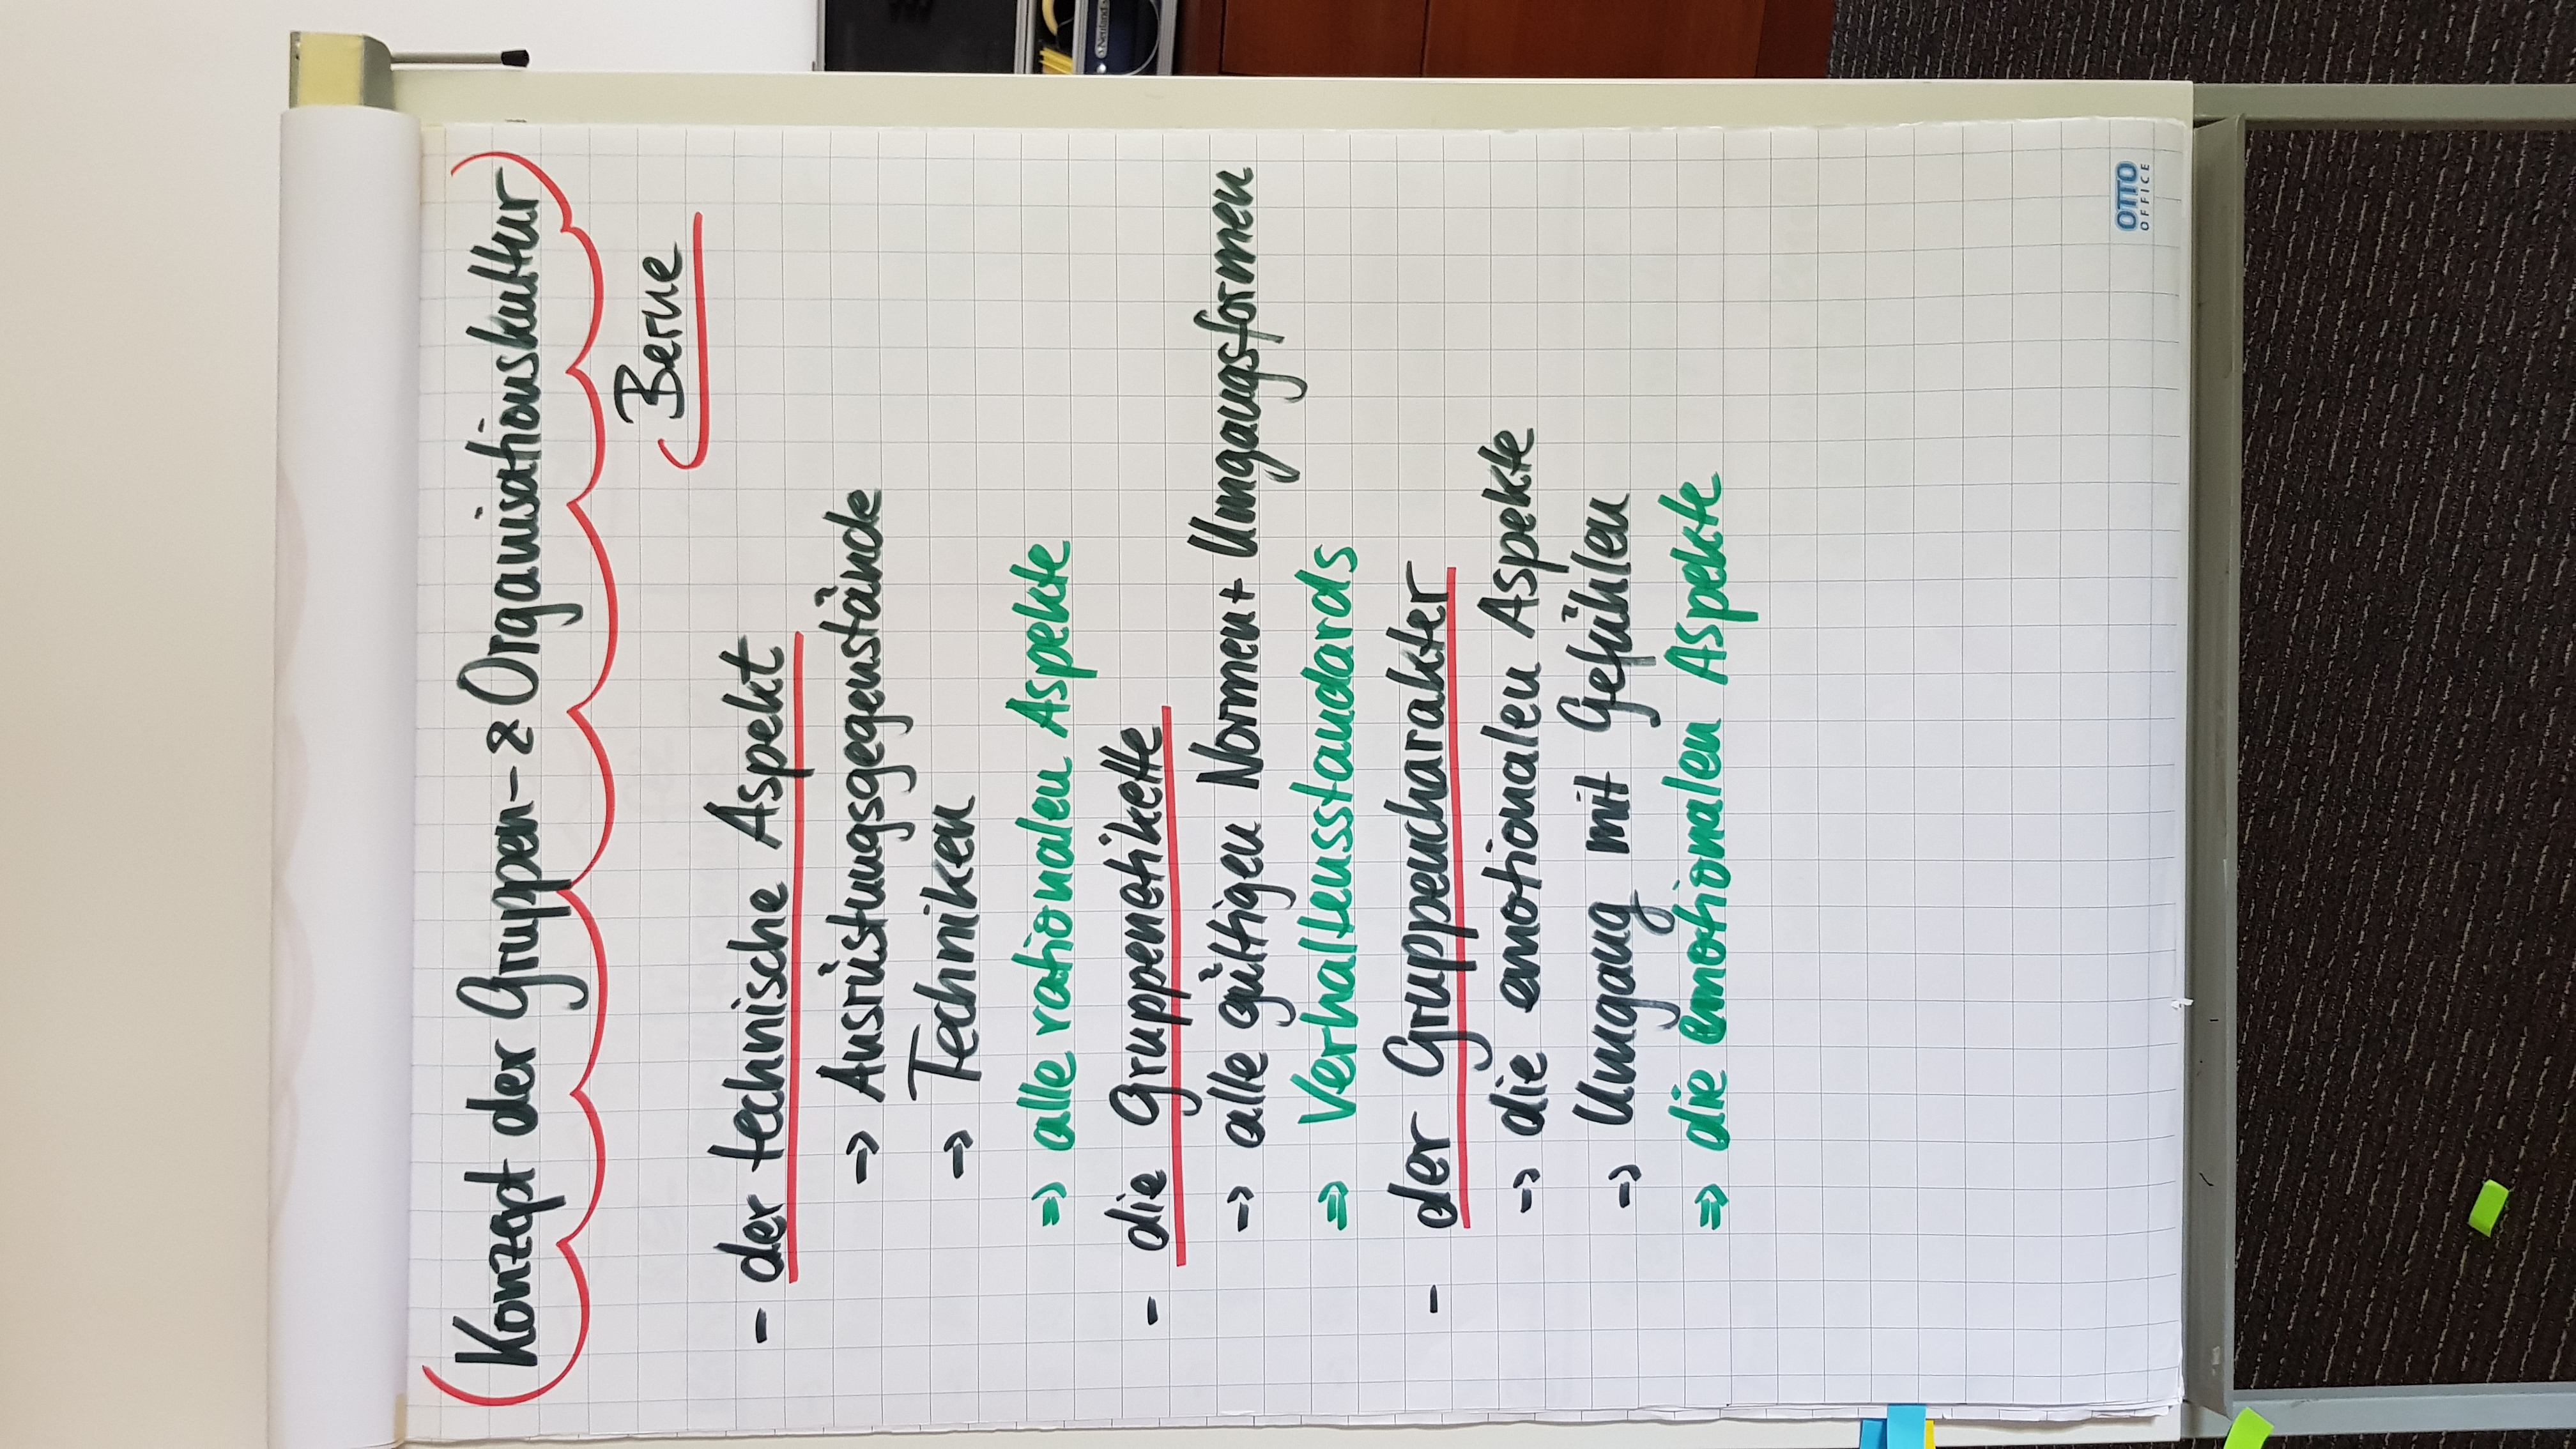 Konzept der Gruppen- & Organisationskultur
Berne
- der technische Aspekt
-> Ausrüstungsgegenstände
-> Techniken
=> alle rationalen Aspekte
- die Gruppenetikette
-> alle gültigen Normen + Umgangsformen
=> Verhaltensstandards
- der Gruppencharakter
-> die emotionalen Aspekte
-> Umgang mit Gefühlen
=> die emotionalen Aspekte
Neuland
OTTO
OFFICE